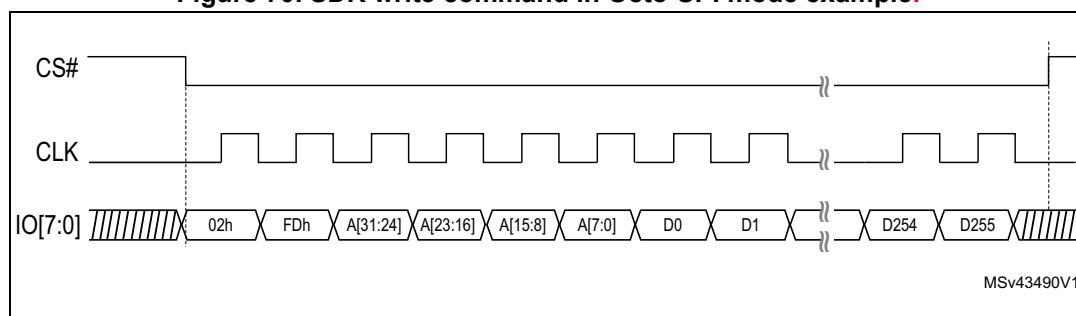 CS#
CLK
IO[7:0] 02h FDh A[31:24] A[23:16] A[15:8] A[7:0] D0 D1 D254 D255
MSv43490V1